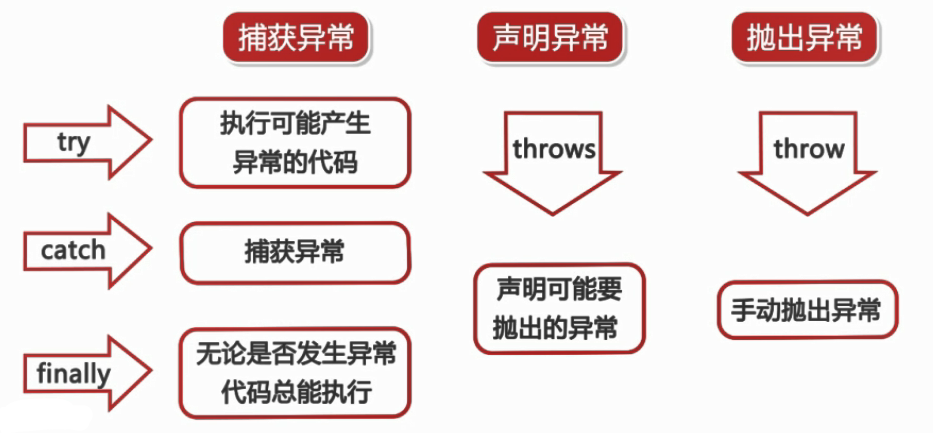 捕获异常
声明异常
抛出异常
try
执行可能产生
异常的代码
catch
捕获异常
finally
无论是否发生异常
代码总能执行
throws
声明可能要
抛出的异常
throw
手动抛出异常